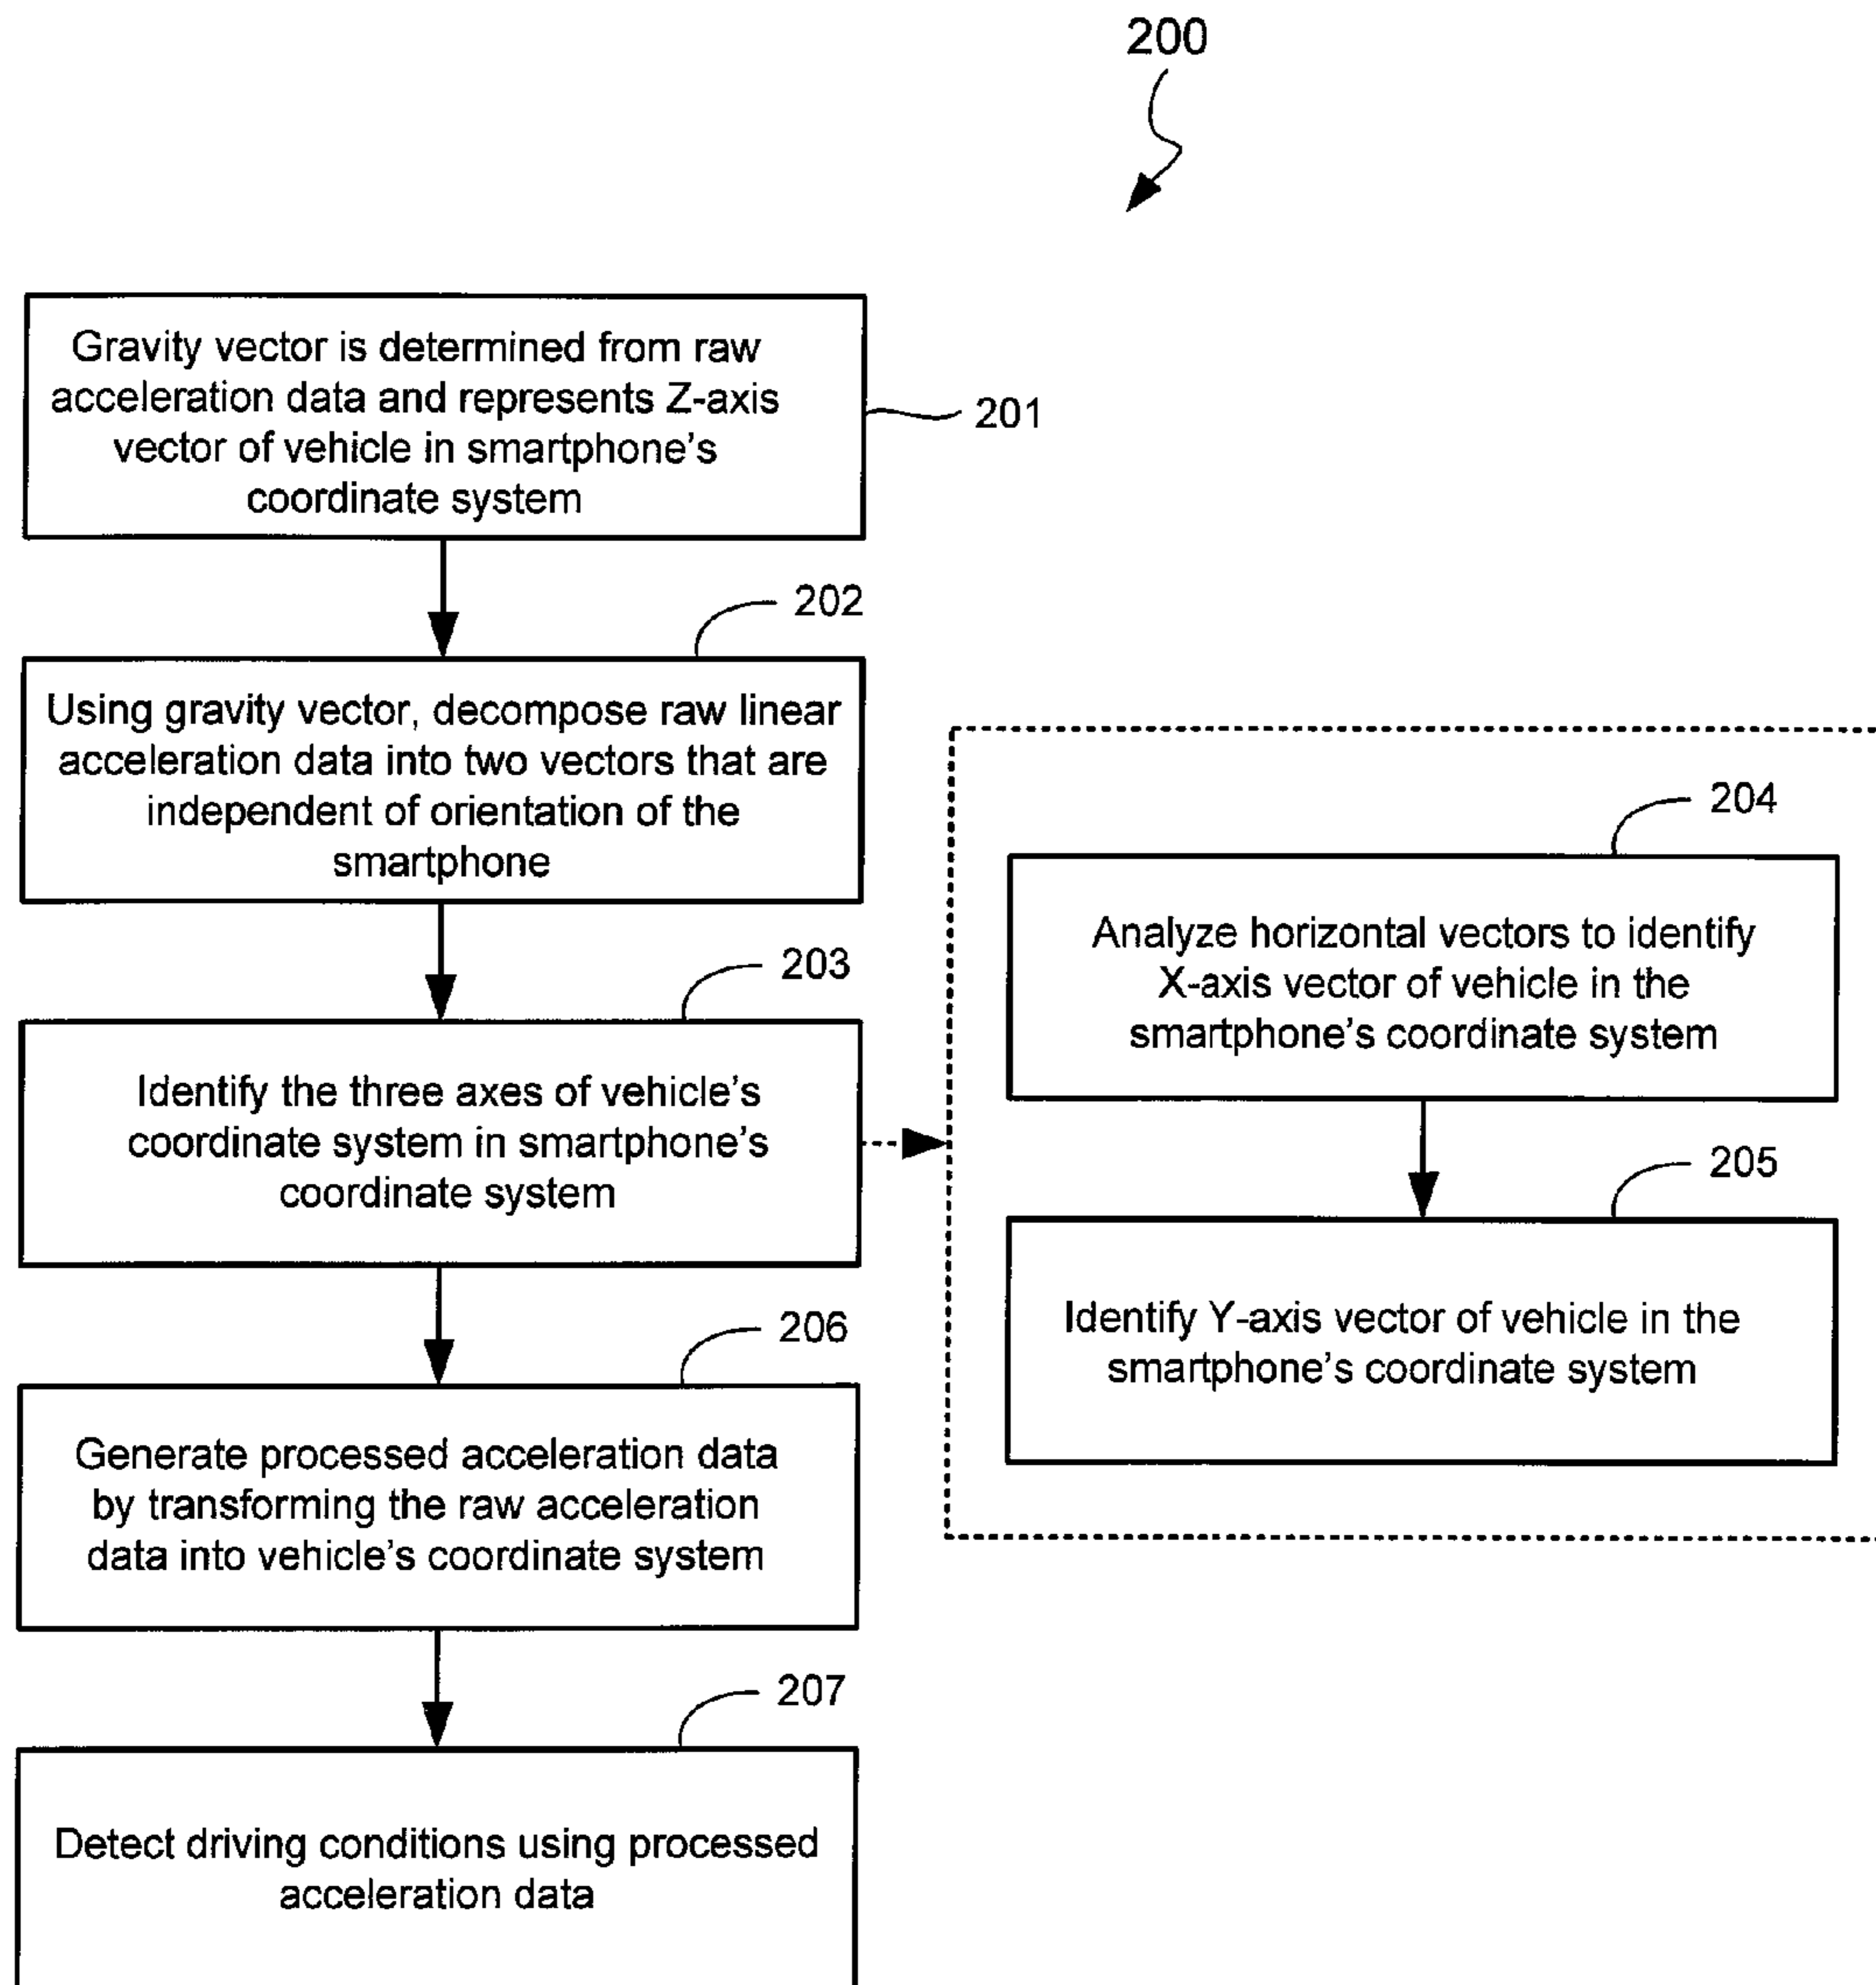 200
Gravity vector is determined from raw
acceleration data and represents Z-axis
vector of vehicle in smartphone's
coordinate system
201
202
Using gravity vector, decompose raw linear
acceleration data into two vectors that are
independent of orientation of the
smartphone
203
Identify the three axes of vehicle's
coordinate system in smartphone's
coordinate system
204
Analyze horizontal vectors to identify
X-axis vector of vehicle in the
smartphone's coordinate system
205
Identify Y-axis vector of vehicle in the
smartphone's coordinate system
206
Generate processed acceleration data
by transforming the raw acceleration
data into vehicle's coordinate system
207
Detect driving conditions using processed
acceleration data